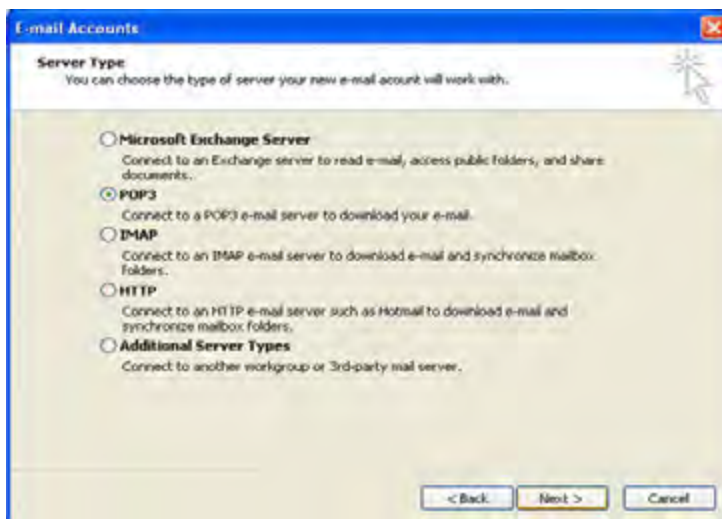 E-mail Accounts
Server Type
You can choose the type of server your new e-mail acount will work with.
Microsoft Exchange Server
Connect to an Exchange server to read e-mail, access public folders, and share
documents.
POP3
Connect to a POP3 e-mail server to download your e-mail.
IMAP
Connect to an IMAP e-mail server to download e-mail and synchronize mailbox
folders.
HTTP
Connect to an HTTP e-mail server such as Hotmail to download e-mail and
synchronize mailbox folders.
Additional Server Types
Connect to another workgroup or 3rd-party mail server.
< Back Next > Cancel